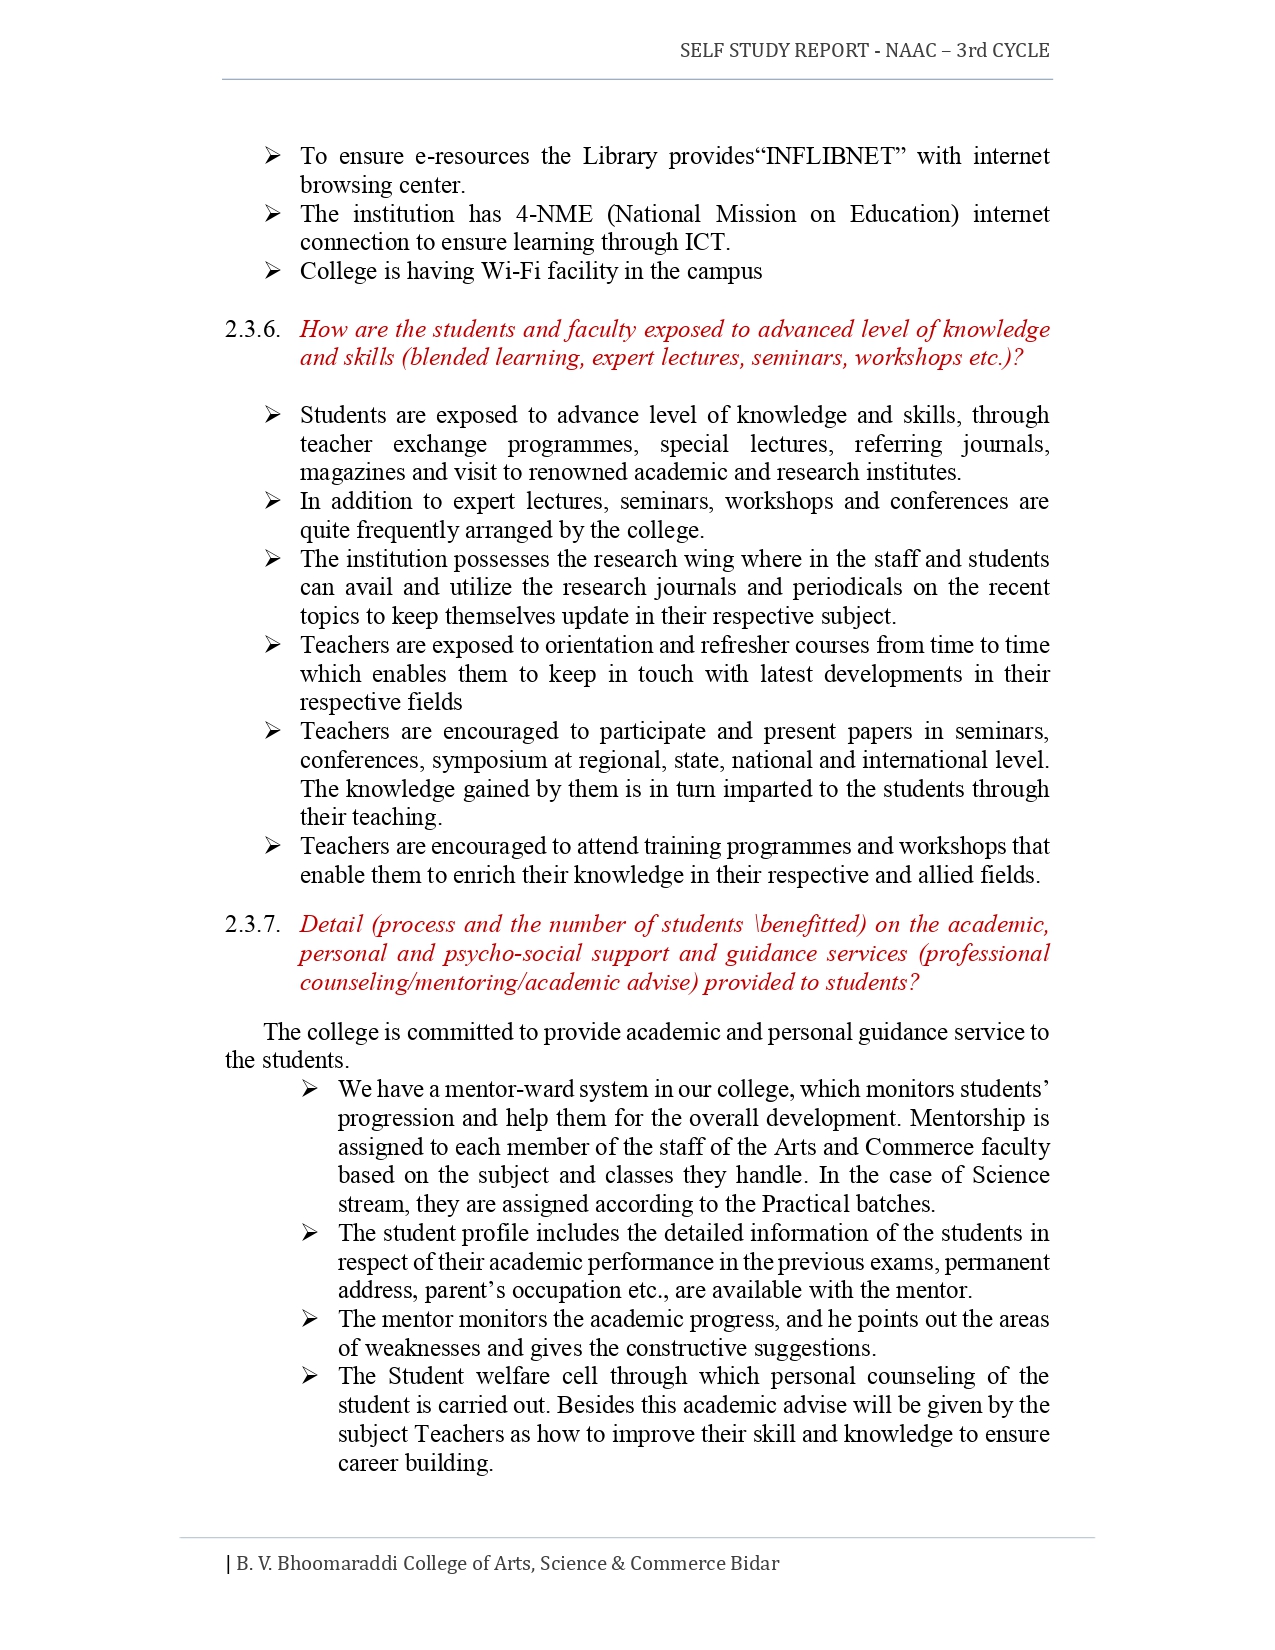 SELF STUDY REPORT - NAAC – 3rd CYCLE
➢ To ensure e-resources the Library provides“INFLIBNET” with internet
browsing center.
➢ The institution has 4-NME (National Mission on Education) internet
connection to ensure learning through ICT.
➢ College is having Wi-Fi facility in the campus
2.3.6. How are the students and faculty exposed to advanced level of knowledge
and skills (blended learning, expert lectures, seminars, workshops etc.)?
➢ Students are exposed to advance level of knowledge and skills, through
teacher exchange programmes, special lectures, referring journals,
magazines and visit to renowned academic and research institutes.
➢ In addition to expert lectures, seminars, workshops and conferences are
quite frequently arranged by the college.
➢ The institution possesses the research wing where in the staff and students
can avail and utilize the research journals and periodicals on the recent
topics to keep themselves update in their respective subject.
➢ Teachers are exposed to orientation and refresher courses from time to time
which enables them to keep in touch with latest developments in their
respective fields
➢ Teachers are encouraged to participate and present papers in seminars,
conferences, symposium at regional, state, national and international level.
The knowledge gained by them is in turn imparted to the students through
their teaching.
➢ Teachers are encouraged to attend training programmes and workshops that
enable them to enrich their knowledge in their respective and allied fields.
2.3.7. Detail (process and the number of students \benefitted) on the academic,
personal and psycho-social support and guidance services (professional
counseling/mentoring/academic advise) provided to students?
The college is committed to provide academic and personal guidance service to
the students.
➢ We have a mentor-ward system in our college, which monitors students’
progression and help them for the overall development. Mentorship is
assigned to each member of the staff of the Arts and Commerce faculty
based on the subject and classes they handle. In the case of Science
stream, they are assigned according to the Practical batches.
➢ The student profile includes the detailed information of the students in
respect of their academic performance in the previous exams, permanent
address, parent’s occupation etc., are available with the mentor.
➢ The mentor monitors the academic progress, and he points out the areas
of weaknesses and gives the constructive suggestions.
➢ The Student welfare cell through which personal counseling of the
student is carried out. Besides this academic advise will be given by the
subject Teachers as how to improve their skill and knowledge to ensure
career building.
| B. V. Bhoomaraddi College of Arts, Science & Commerce Bidar